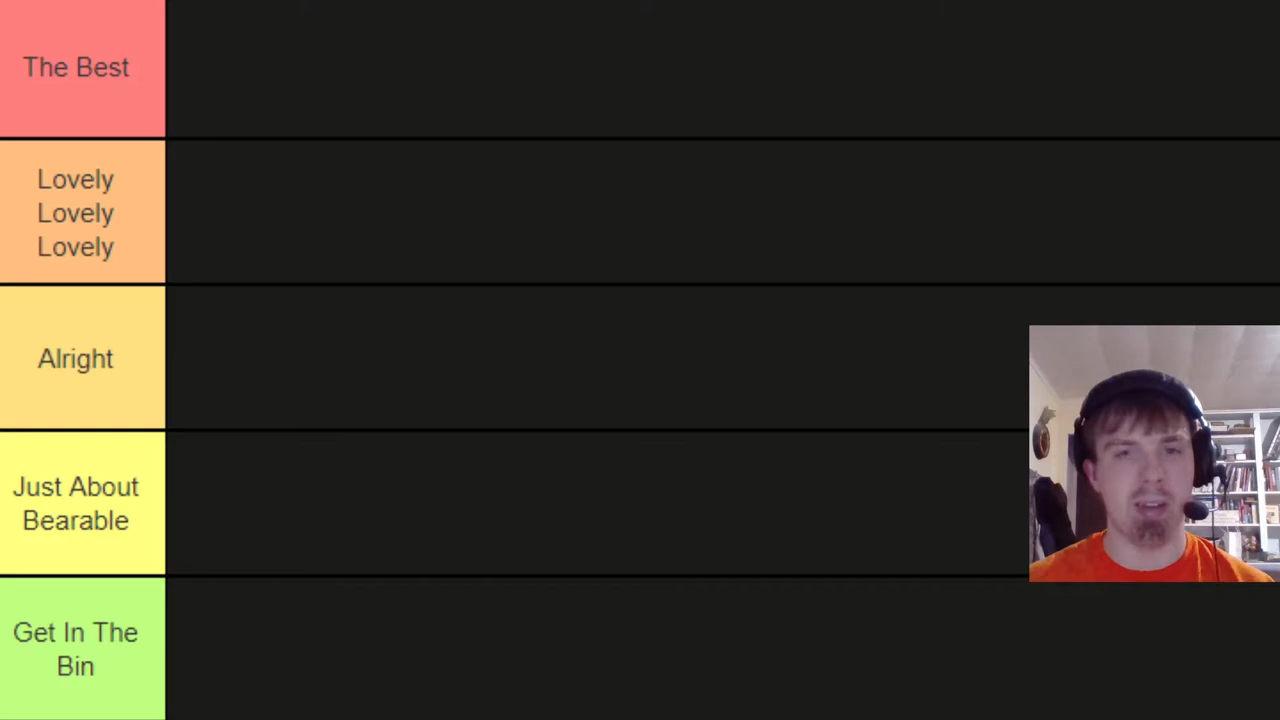 The Best
Lovely
Lovely
Lovely
Alright
Just About
Bearable
Get In The
Bin